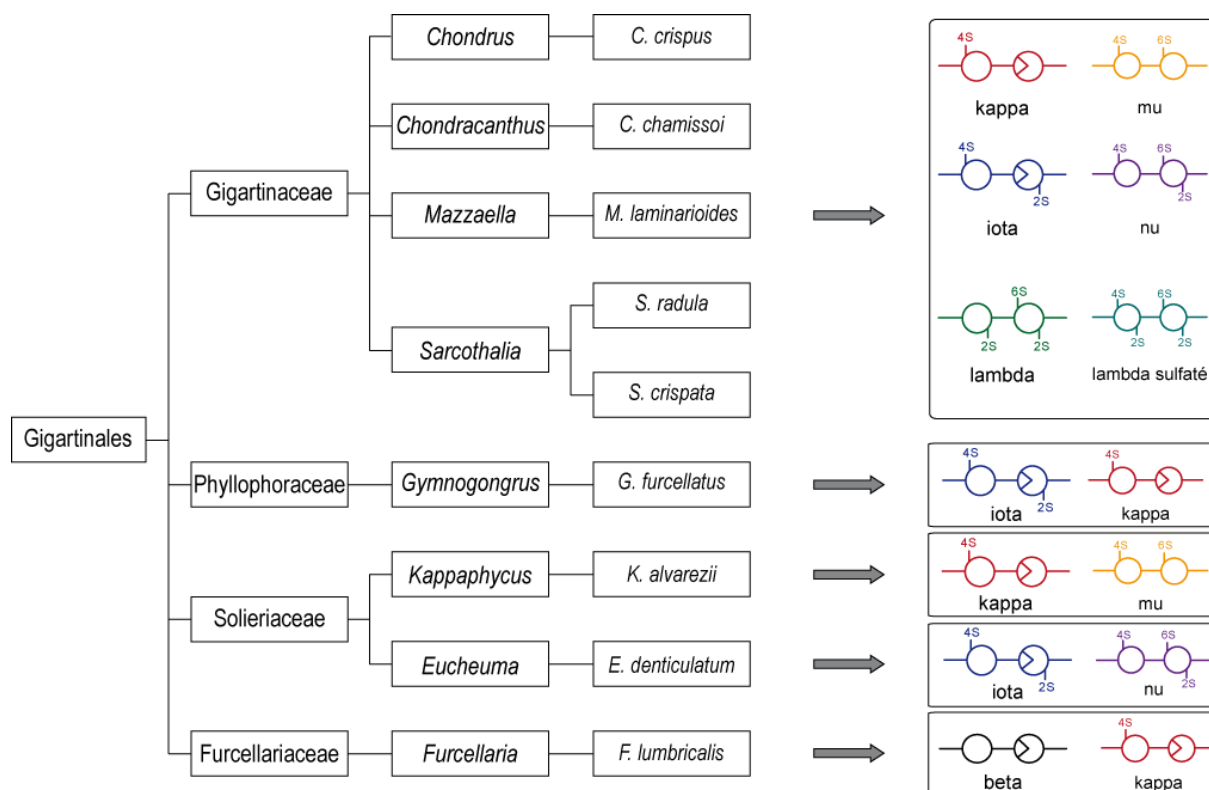 Gigartinales
Gigartinaceae
Phyllophoraceae
Solieriaceae
Furcellariaceae
Chondrus
Chondracanthus
Mazzaella
Sarcothalia
Gymnogongrus
Kappaphycus
Eucheuma
Furcellaria
C. crispus
C. chamissoi
M. laminarioides
S. radula
S. crispata
G. furcellatus
K. alvarezii
E. denticulatum
F. lumbricalis
4S
kappa
4S 6S
mu
4S
2S
iota
4S 6S
2S
nu
6S
2S 2S
lambda
4S 6S
2S 2S
lambda sulfaté
4S
iota 2S
4S
kappa
4S
kappa
4S 6S
mu
4S
iota 2S
4S 6S
nu 2S
beta
4S
kappa